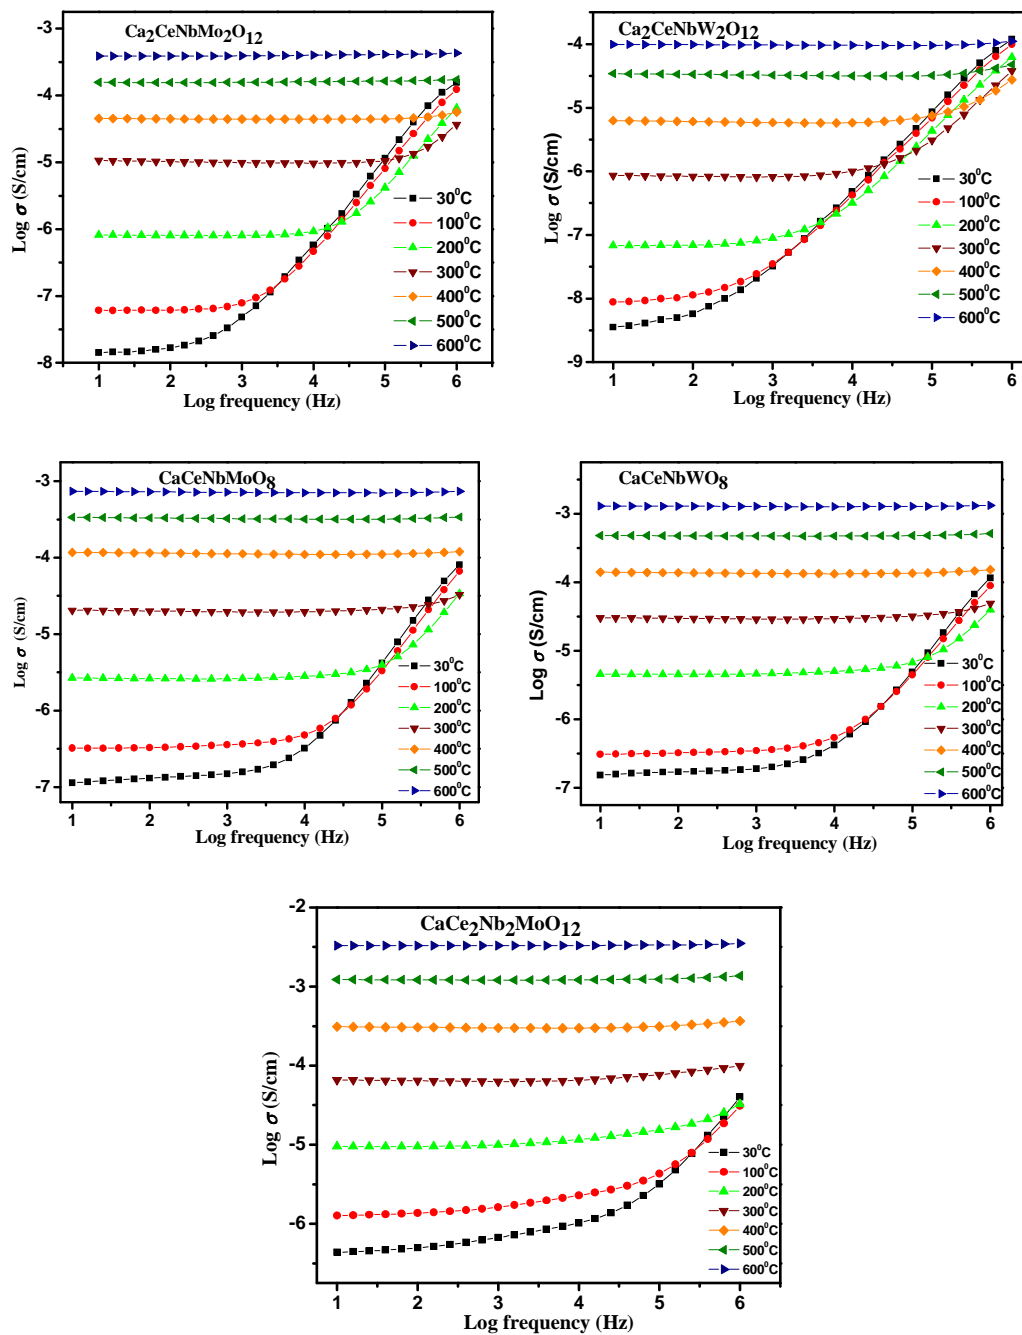 Ca2CeNbMo2O12
-3
-4
-5
-6
-7
-8
Log σ (S/cm)
30⁰C
100⁰C
200⁰C
300⁰C
400⁰C
500⁰C
600⁰C
1 2 3 4 5 6
Log frequency (Hz)
Ca2CeNbW2O12
-4
-5
-6
-7
-8
-9
Log σ (S/cm)
30⁰C
100⁰C
200⁰C
300⁰C
400⁰C
500⁰C
600⁰C
1 2 3 4 5 6
Log frequency (Hz)
CaCeNbMoO8
-3
-4
-5
-6
-7
Log σ (S/cm)
30⁰C
100⁰C
200⁰C
300⁰C
400⁰C
500⁰C
600⁰C
1 2 3 4 5 6
Log frequency (Hz)
CaCeNbWO8
-3
-4
-5
-6
-7
Log σ (S/cm)
30⁰C
100⁰C
200⁰C
300⁰C
400⁰C
500⁰C
600⁰C
1 2 3 4 5 6
Log frequency (Hz)
CaCe2Nb2MoO12
-2
-3
-4
-5
-6
Log σ (S/cm)
30⁰C
100⁰C
200⁰C
300⁰C
400⁰C
500⁰C
600⁰C
1 2 3 4 5 6
Log frequency (Hz)